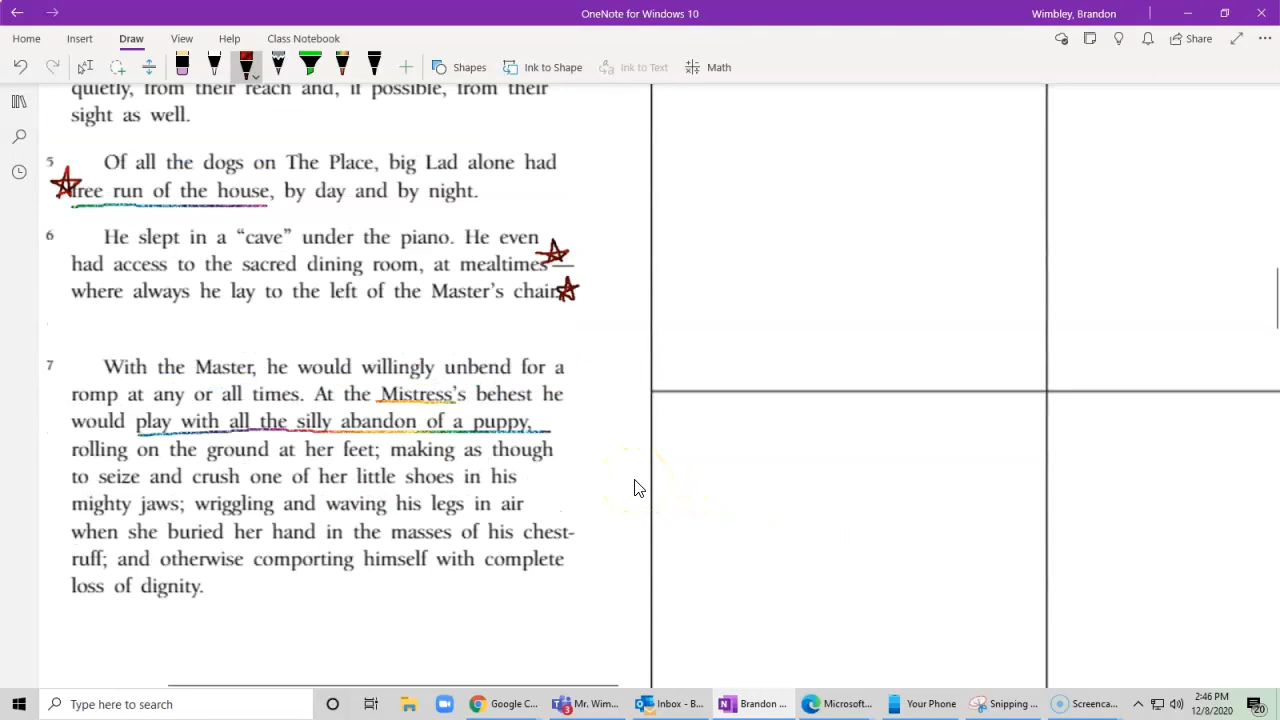 OneNote for Windows 10
Wimbley, Brandon
Home Insert Draw View Help Class Notebook
Share
Shapes Ink to Shape Ink to Text Math
quietly, from their reach and, if possible, from their
sight as well.
5 Of all the dogs on The Place, big Lad alone had
free run of the house, by day and by night.
6 He slept in a “cave” under the piano. He even
had access to the sacred dining room, at mealtimes—
where always he lay to the left of the Master’s chair.
7 With the Master, he would willingly unbend for a
romp at any or all times. At the Mistress’s behest he
would play with all the silly abandon of a puppy,
rolling on the ground at her feet; making as though
to seize and crush one of her little shoes in his
mighty jaws; wriggling and waving his legs in air
when she buried her hand in the masses of his chest-
ruff; and otherwise comporting himself with complete
loss of dignity.
Type here to search
Google C...
Mr. Wim...
Inbox - B...
Brandon ...
Microsoft...
Your Phone
Snipping ...
Screenca...
2:46 PM
12/8/2020
3
20